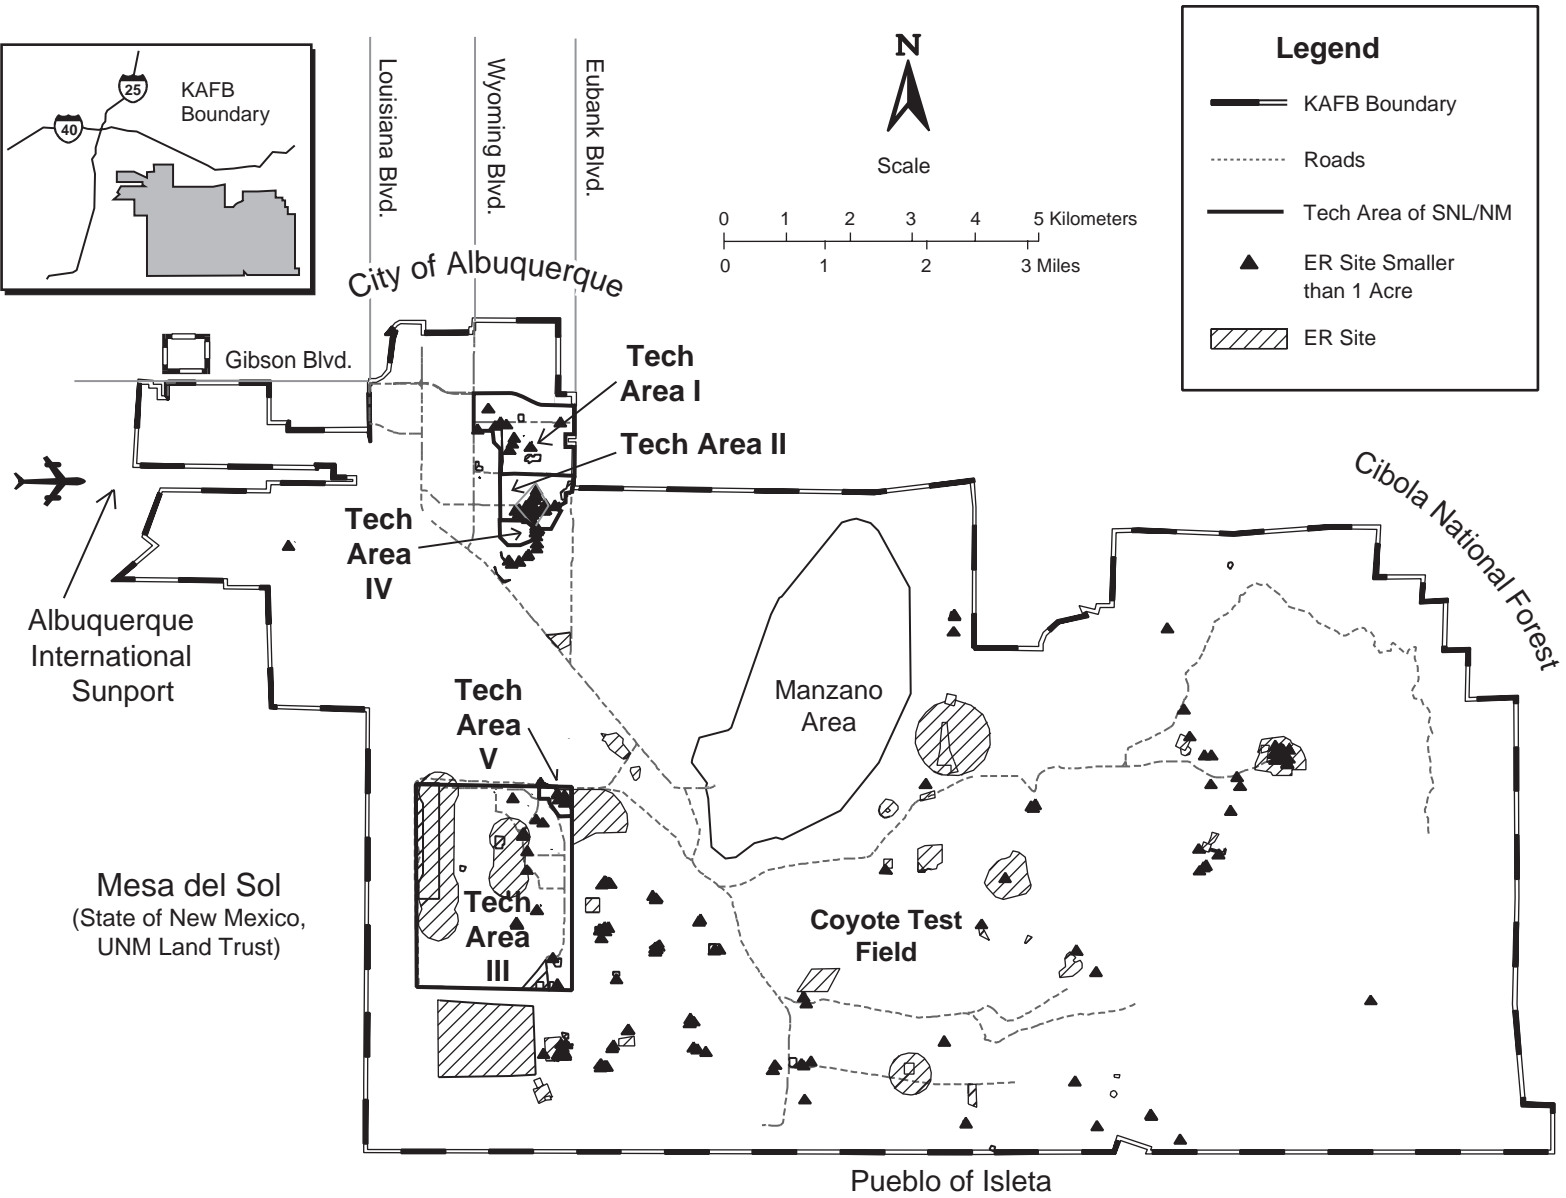 25
40
KAFB
Boundary
Louisiana Blvd.
Wyoming Blvd.
Eubank Blvd.
N
Scale
0 1 2 3 4 5 Kilometers
0 1 2 3 Miles
Legend
KAFB Boundary
Roads
Tech Area of SNL/NM
ER Site Smaller
than 1 Acre
ER Site
City of Albuquerque
Gibson Blvd.
Tech
Area I
Tech Area II
Tech
Area
IV
Cibola National Forest
Albuquerque
International
Sunport
Tech
Area
V
Manzano
Area
Mesa del Sol
(State of New Mexico,
UNM Land Trust)
Tech
Area
III
Coyote Test
Field
Pueblo of Isleta